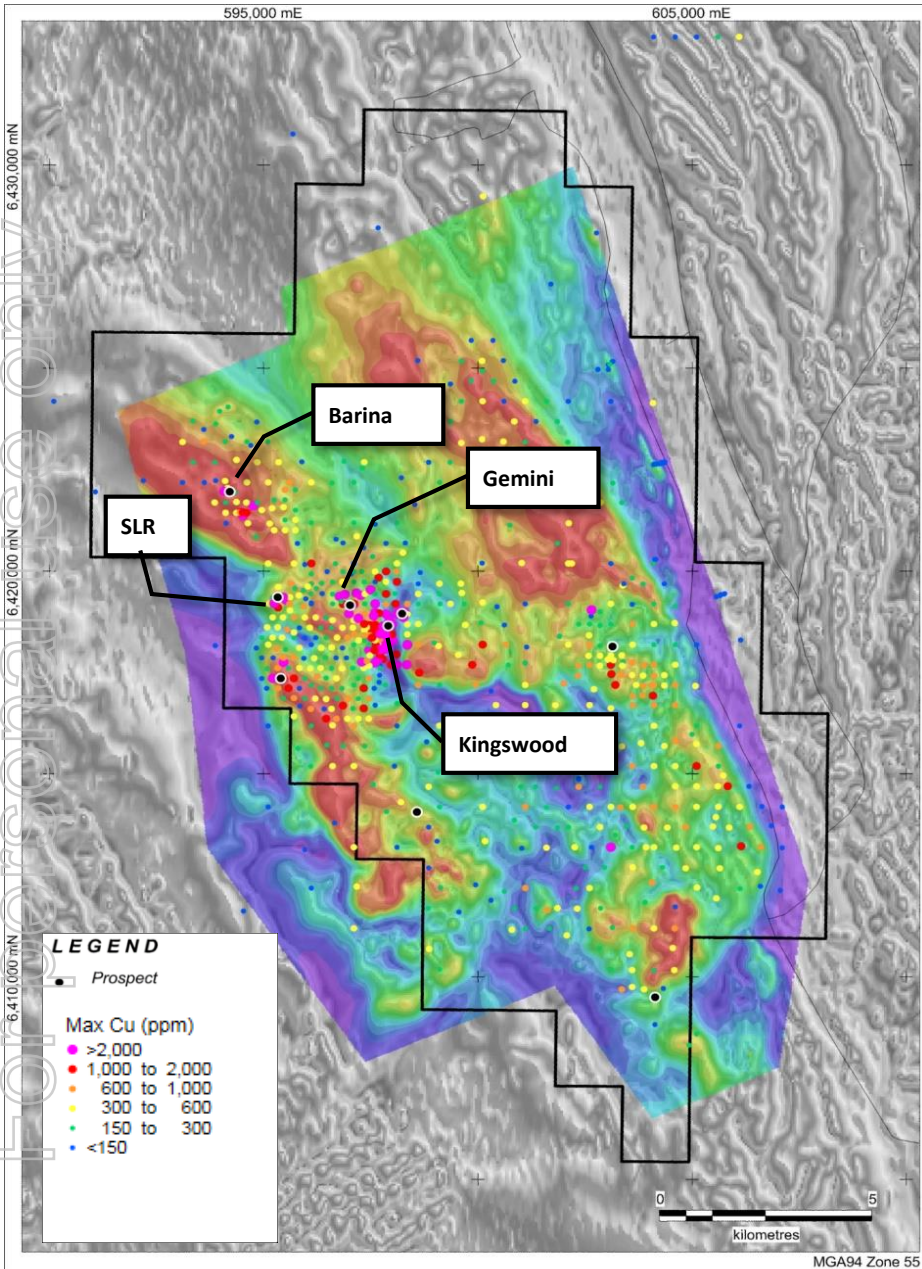 595,000 mE
605,000 mE
6,430,000 mN
6,420,000 mN
6,410,000 mN
For personal use only
Barina
Gemini
SLR
Kingswood
LEGEND
Prospect
Max Cu (ppm)
>2,000
1,000 to 2,000
600 to 1,000
300 to 600
150 to 300
<150
0
5
kilometres
MGA94 Zone 55